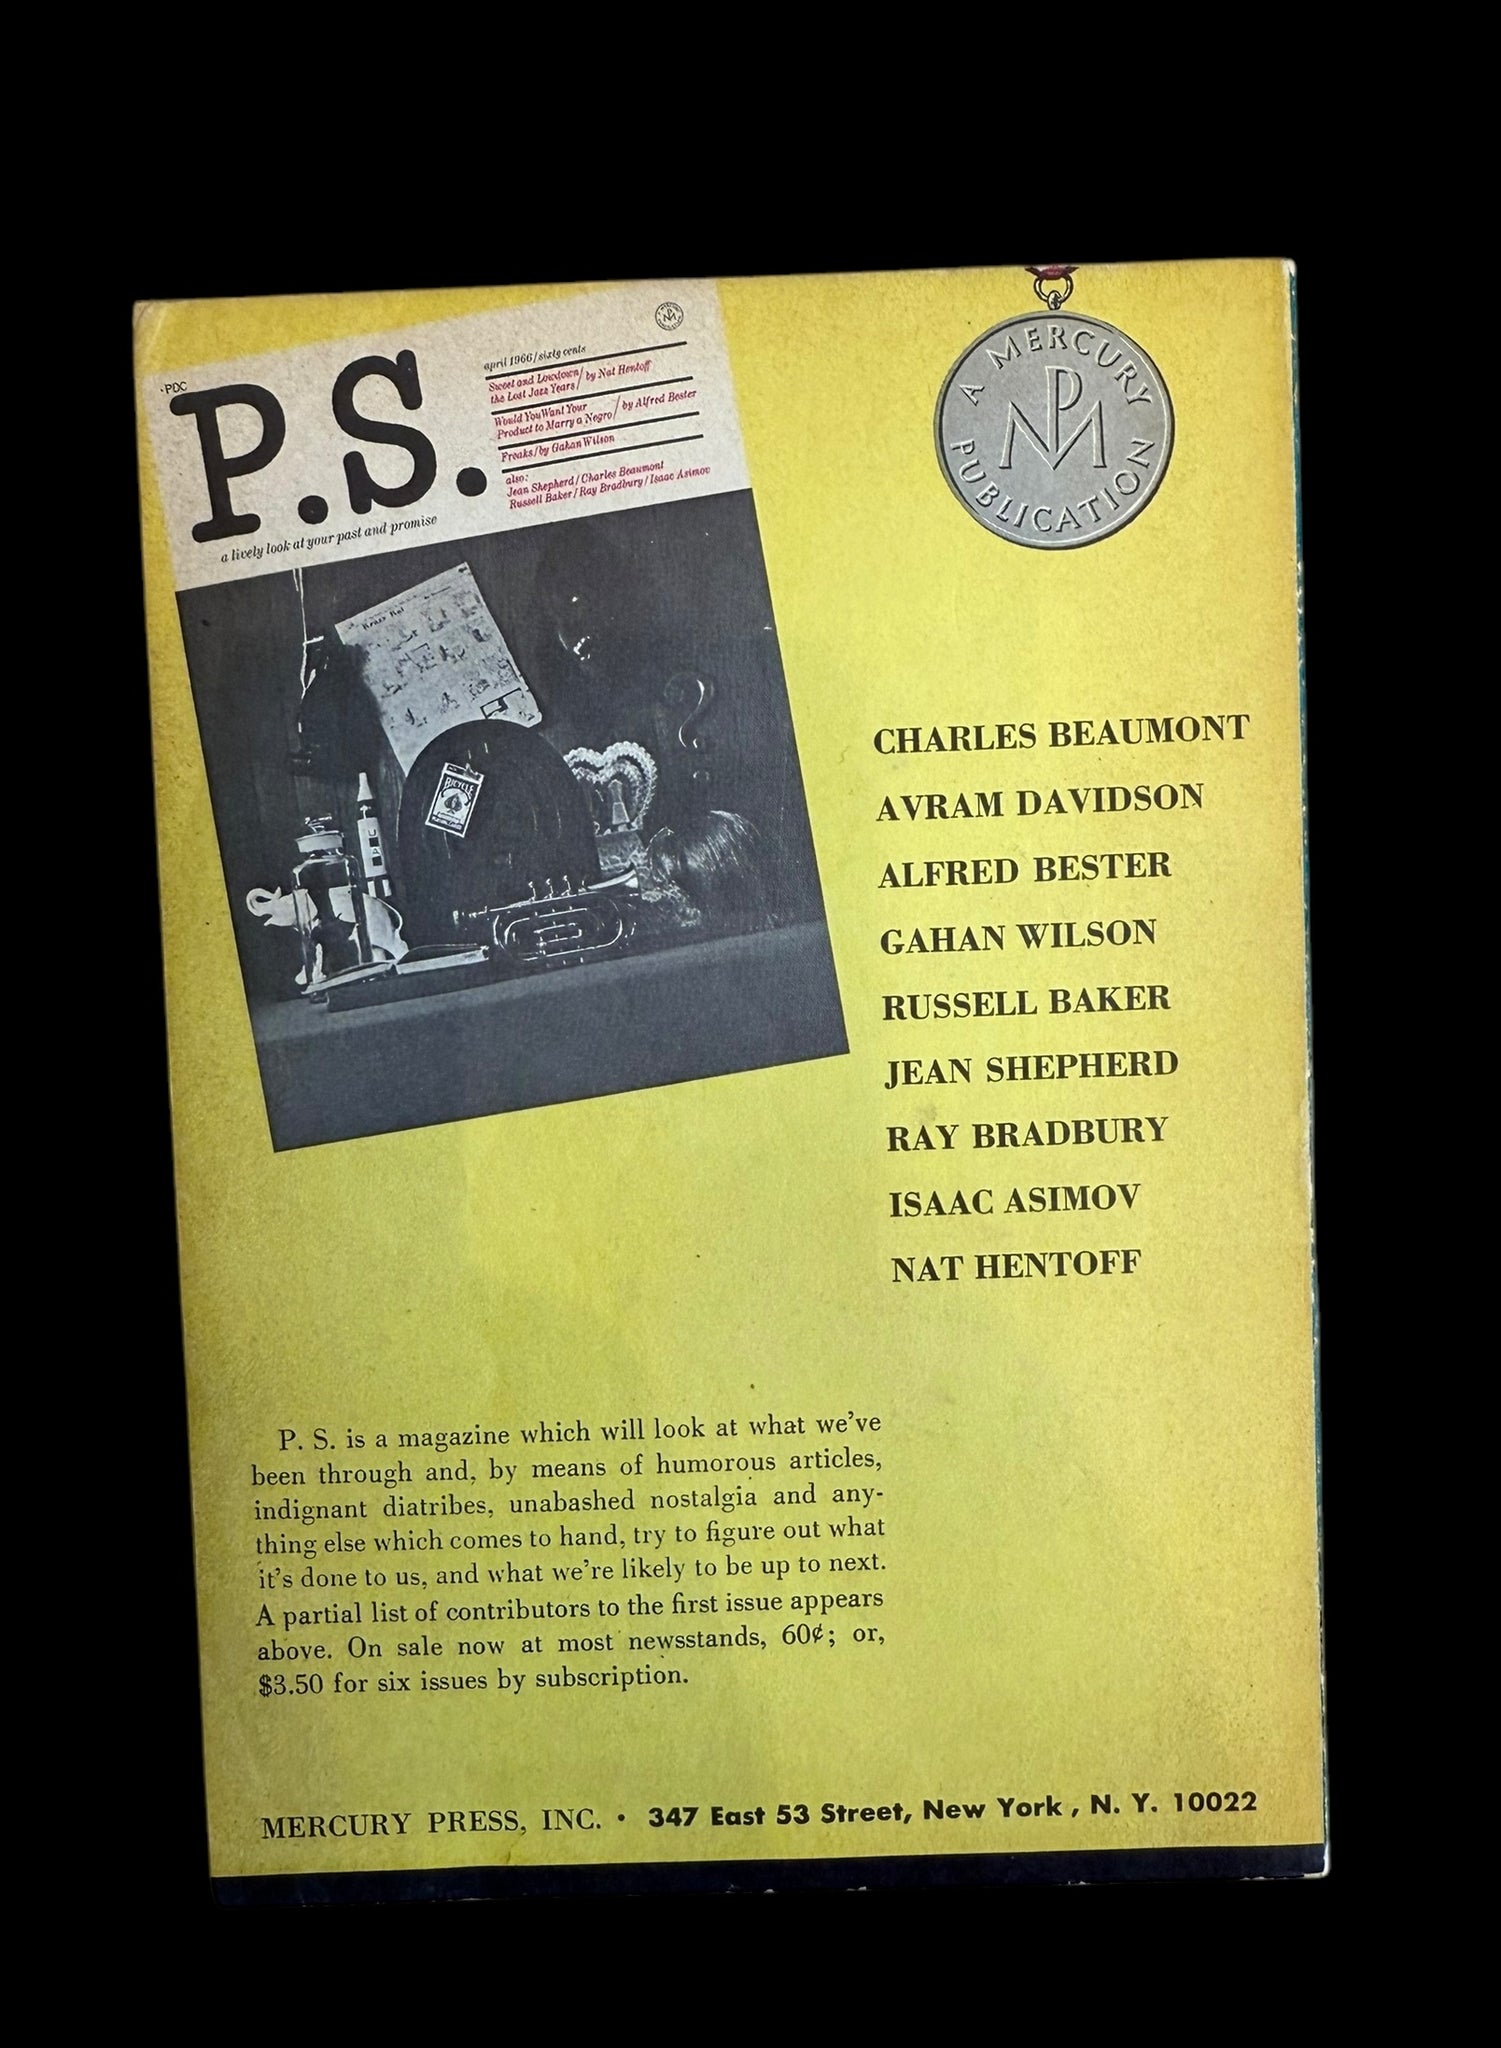 ·PDC
P.S.
a lively look at your past and promise
A MERCURY PUBLICATION
PM
april 1966/sixty cents
Sweet and Lowdown/
the Lost Jazz Years/ by Nat Hentoff
Would You Want Your
Product to Marry a Negro/ by Alfred Bester
Freaks/by Gahan Wilson
also:
Jean Shepherd/Charles Beaumont
Russell Baker/Ray Bradbury/Isaac Asimov
Krazy Kat
BICYCLE
A MERCURY
PM
PUBLICATION
CHARLES BEAUMONT
AVRAM DAVIDSON
ALFRED BESTER
GAHAN WILSON
RUSSELL BAKER
JEAN SHEPHERD
RAY BRADBURY
ISAAC ASIMOV
NAT HENTOFF
P. S. is a magazine which will look at what we've
been through and, by means of humorous articles,
indignant diatribes, unabashed nostalgia and any-
thing else which comes to hand, try to figure out what
it's done to us, and what we're likely to be up to next.
A partial list of contributors to the first issue appears
above. On sale now at most newsstands, 60¢; or,
$3.50 for six issues by subscription.
MERCURY PRESS, INC. • 347 East 53 Street, New York, N. Y. 10022